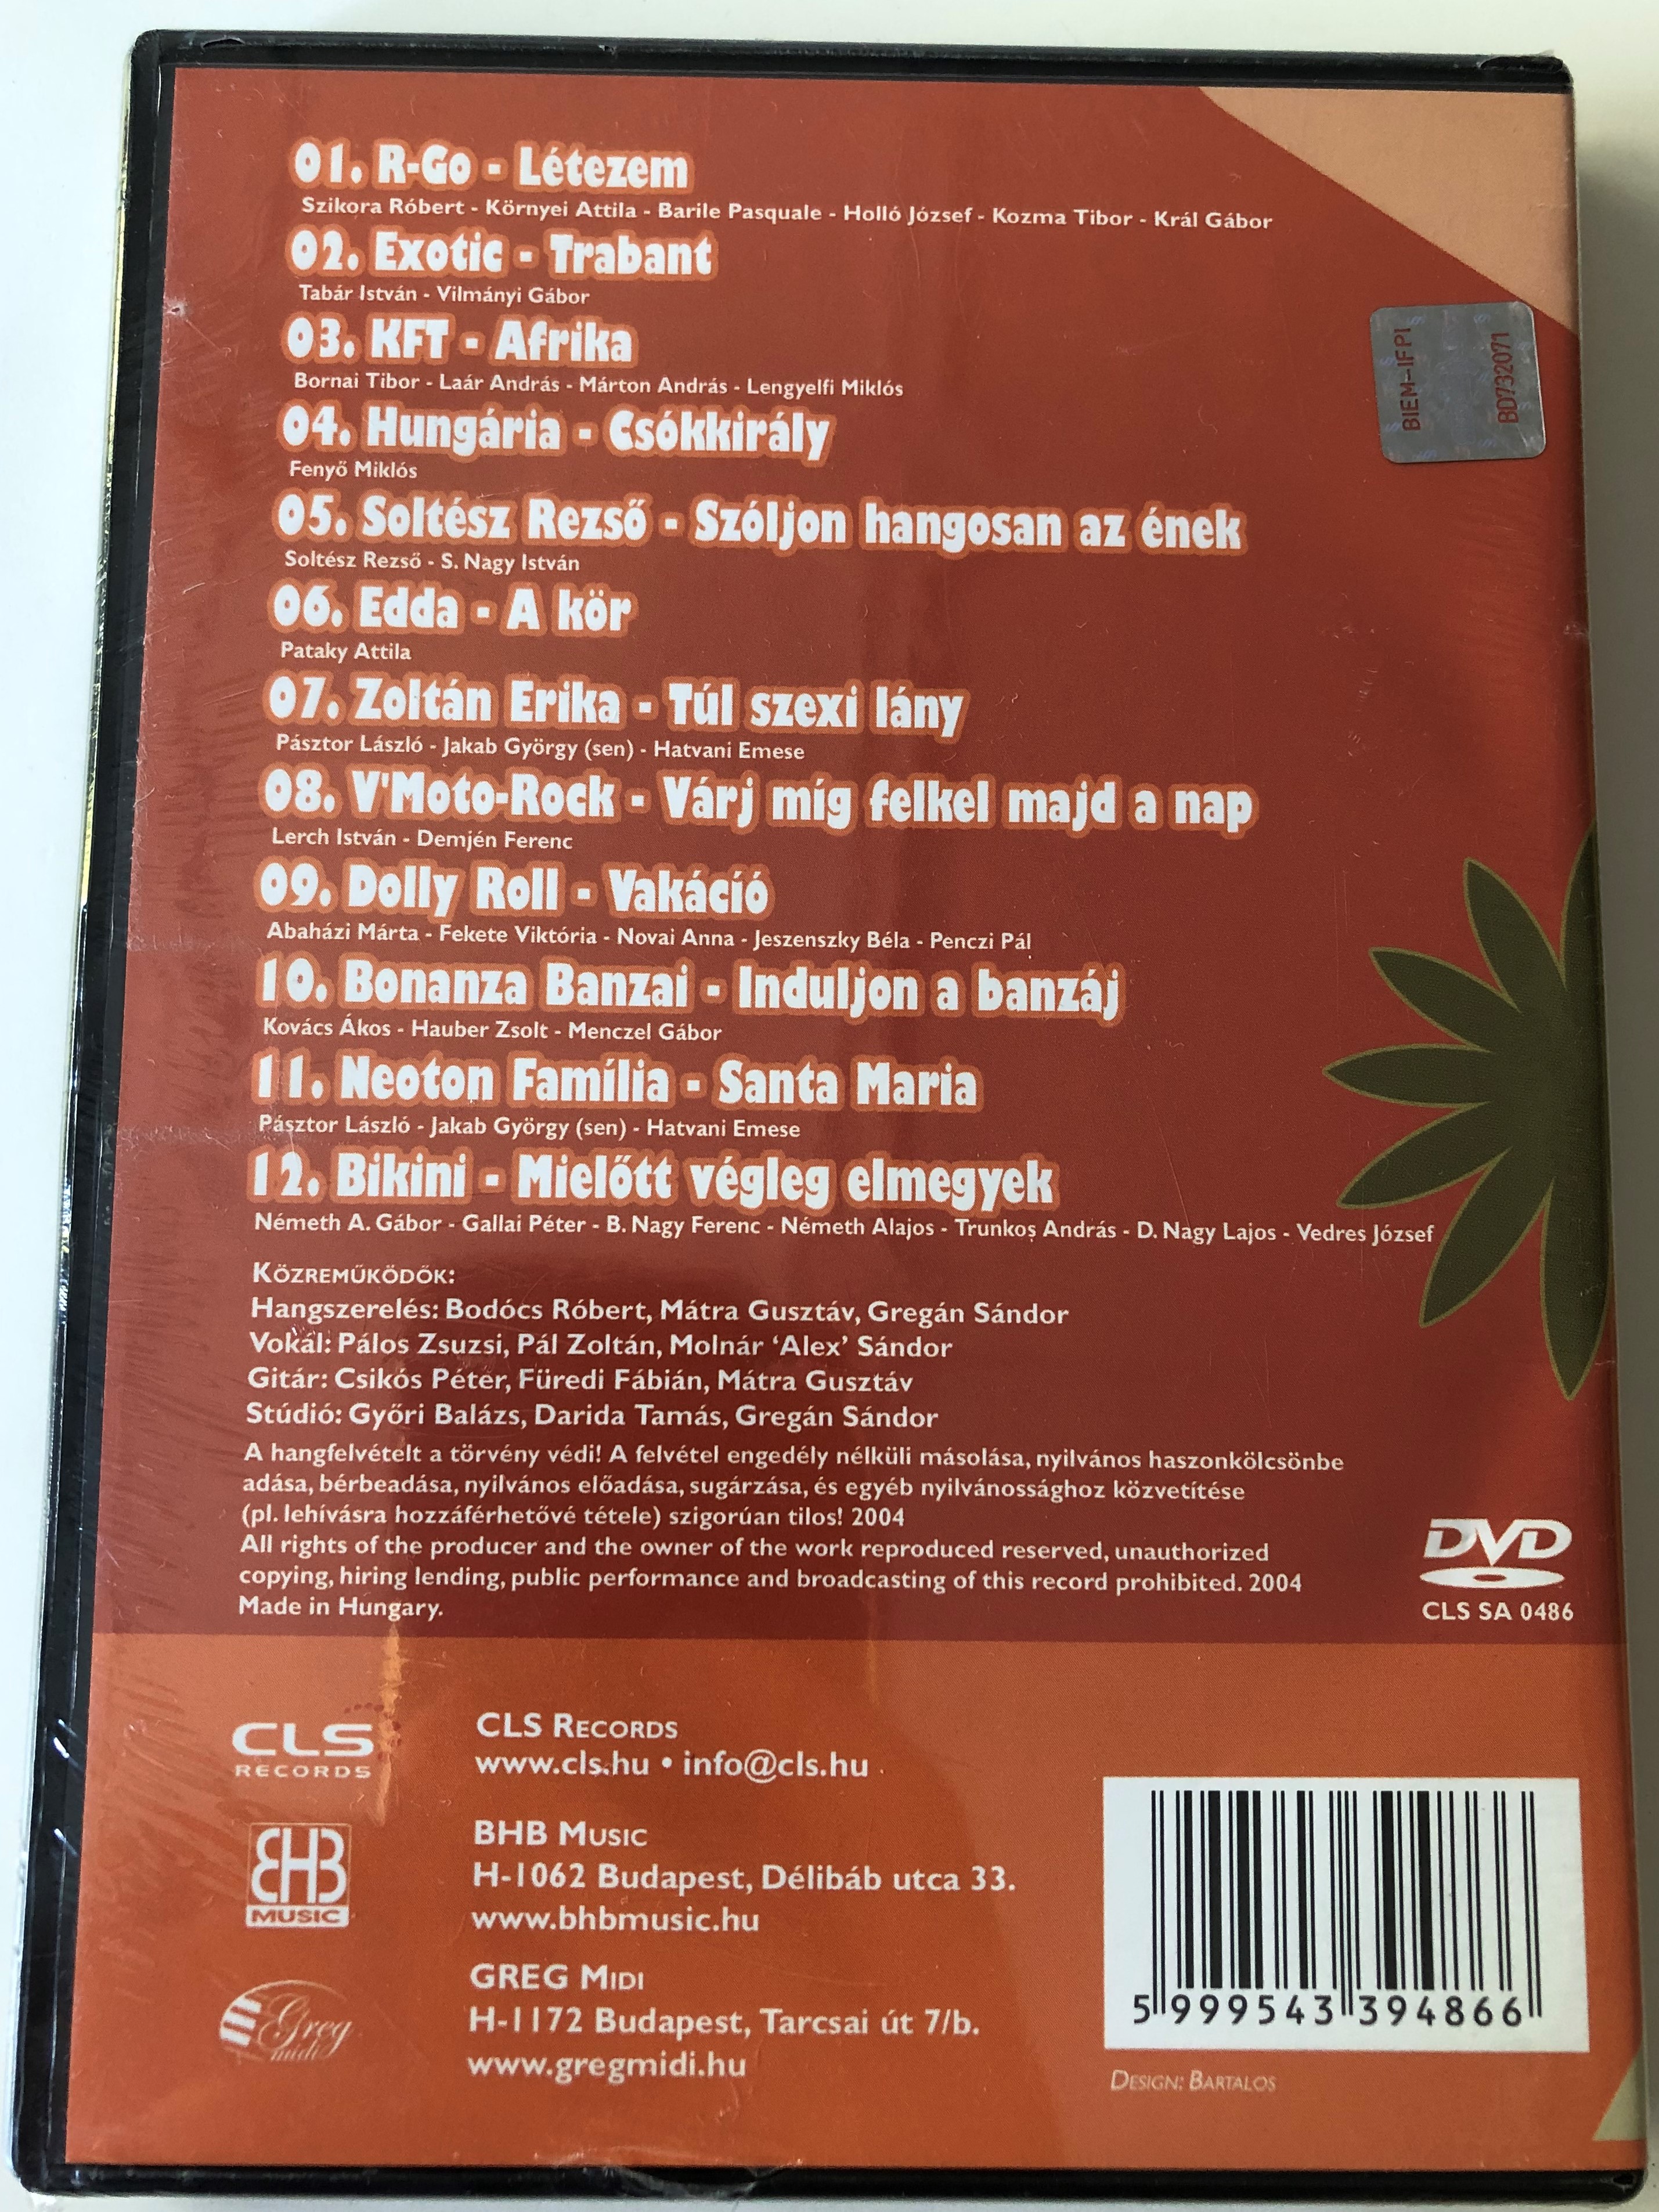 01. R-Go - Létezem
Szikora Róbert - Környei Attila - Barile Pasquale - Holló József - Kozma Tibor - Král Gábor
02. Exotic - Trabant
Tabár István - Vilmányi Gábor
03. KFT - Afrika
Bornai Tibor - Laár András - Márton András - Lengyelfi Miklós
04. Hungária - Csókkirály
Fenyő Miklós
05. Soltész Rezső - Szóljon hangosan az ének
Soltész Rezső - S. Nagy István
06. Edda - A kör
Pataky Attila
07. Zoltán Erika - Túl szexi lány
Pásztor László - Jakab György (sen) - Hatvani Emese
08. V'Moto-Rock - Várj míg felkel majd a nap
Lerch István - Demjén Ferenc
09. Dolly Roll - Vakáció
Abaházi Márta - Fekete Viktória - Novai Anna - Jeszenszky Béla - Penczi Pál
10. Bonanza Banzai - Induljon a banzáj
Kovács Ákos - Hauber Zsolt - Menczel Gábor
11. Neoton Família - Santa Maria
Pásztor László - Jakab György (sen) - Hatvani Emese
12. Bikini - Mielőtt végleg elmegyek
Németh A. Gábor - Gallai Péter - B. Nagy Ferenc - Németh Alajos - Trunkos András - D. Nagy Lajos - Vedres József
KÖZREMŰKÖDŐK:
Hangszerelés: Bodócs Róbert, Mátra Gusztáv, Gregán Sándor
Vokál: Pálos Zsuzsi, Pál Zoltán, Molnár ‘Alex’ Sándor
Gitár: Csikós Péter, Füredi Fábián, Mátra Gusztáv
Stúdió: Győri Balázs, Darida Tamás, Gregán Sándor
A hangfelvételt a törvény védi! A felvétel engedély nélküli másolása, nyilvános haszonkölcsönbe
adása, bérbeadása, nyilvános előadása, sugárzása, és egyéb nyilvánossághoz közvetítése
(pl. lehívásra hozzáférhetővé tétele) szigorúan tilos! 2004
All rights of the producer and the owner of the work reproduced reserved, unauthorized
copying, hiring lending, public performance and broadcasting of this record prohibited. 2004
Made in Hungary.
BIEM-IFPI
BD732071
DVD
CLS SA 0486
CLS
RECORDS
CLS RECORDS
www.cls.hu • info@cls.hu
BHB
MUSIC
BHB MUSIC
H-1062 Budapest, Délibáb utca 33.
www.bhbmusic.hu
Greg
midi
GREG MIDI
H-1172 Budapest, Tarcsai út 7/b.
www.gregmidi.hu
5 999543 394866
DESIGN: BARTALOS